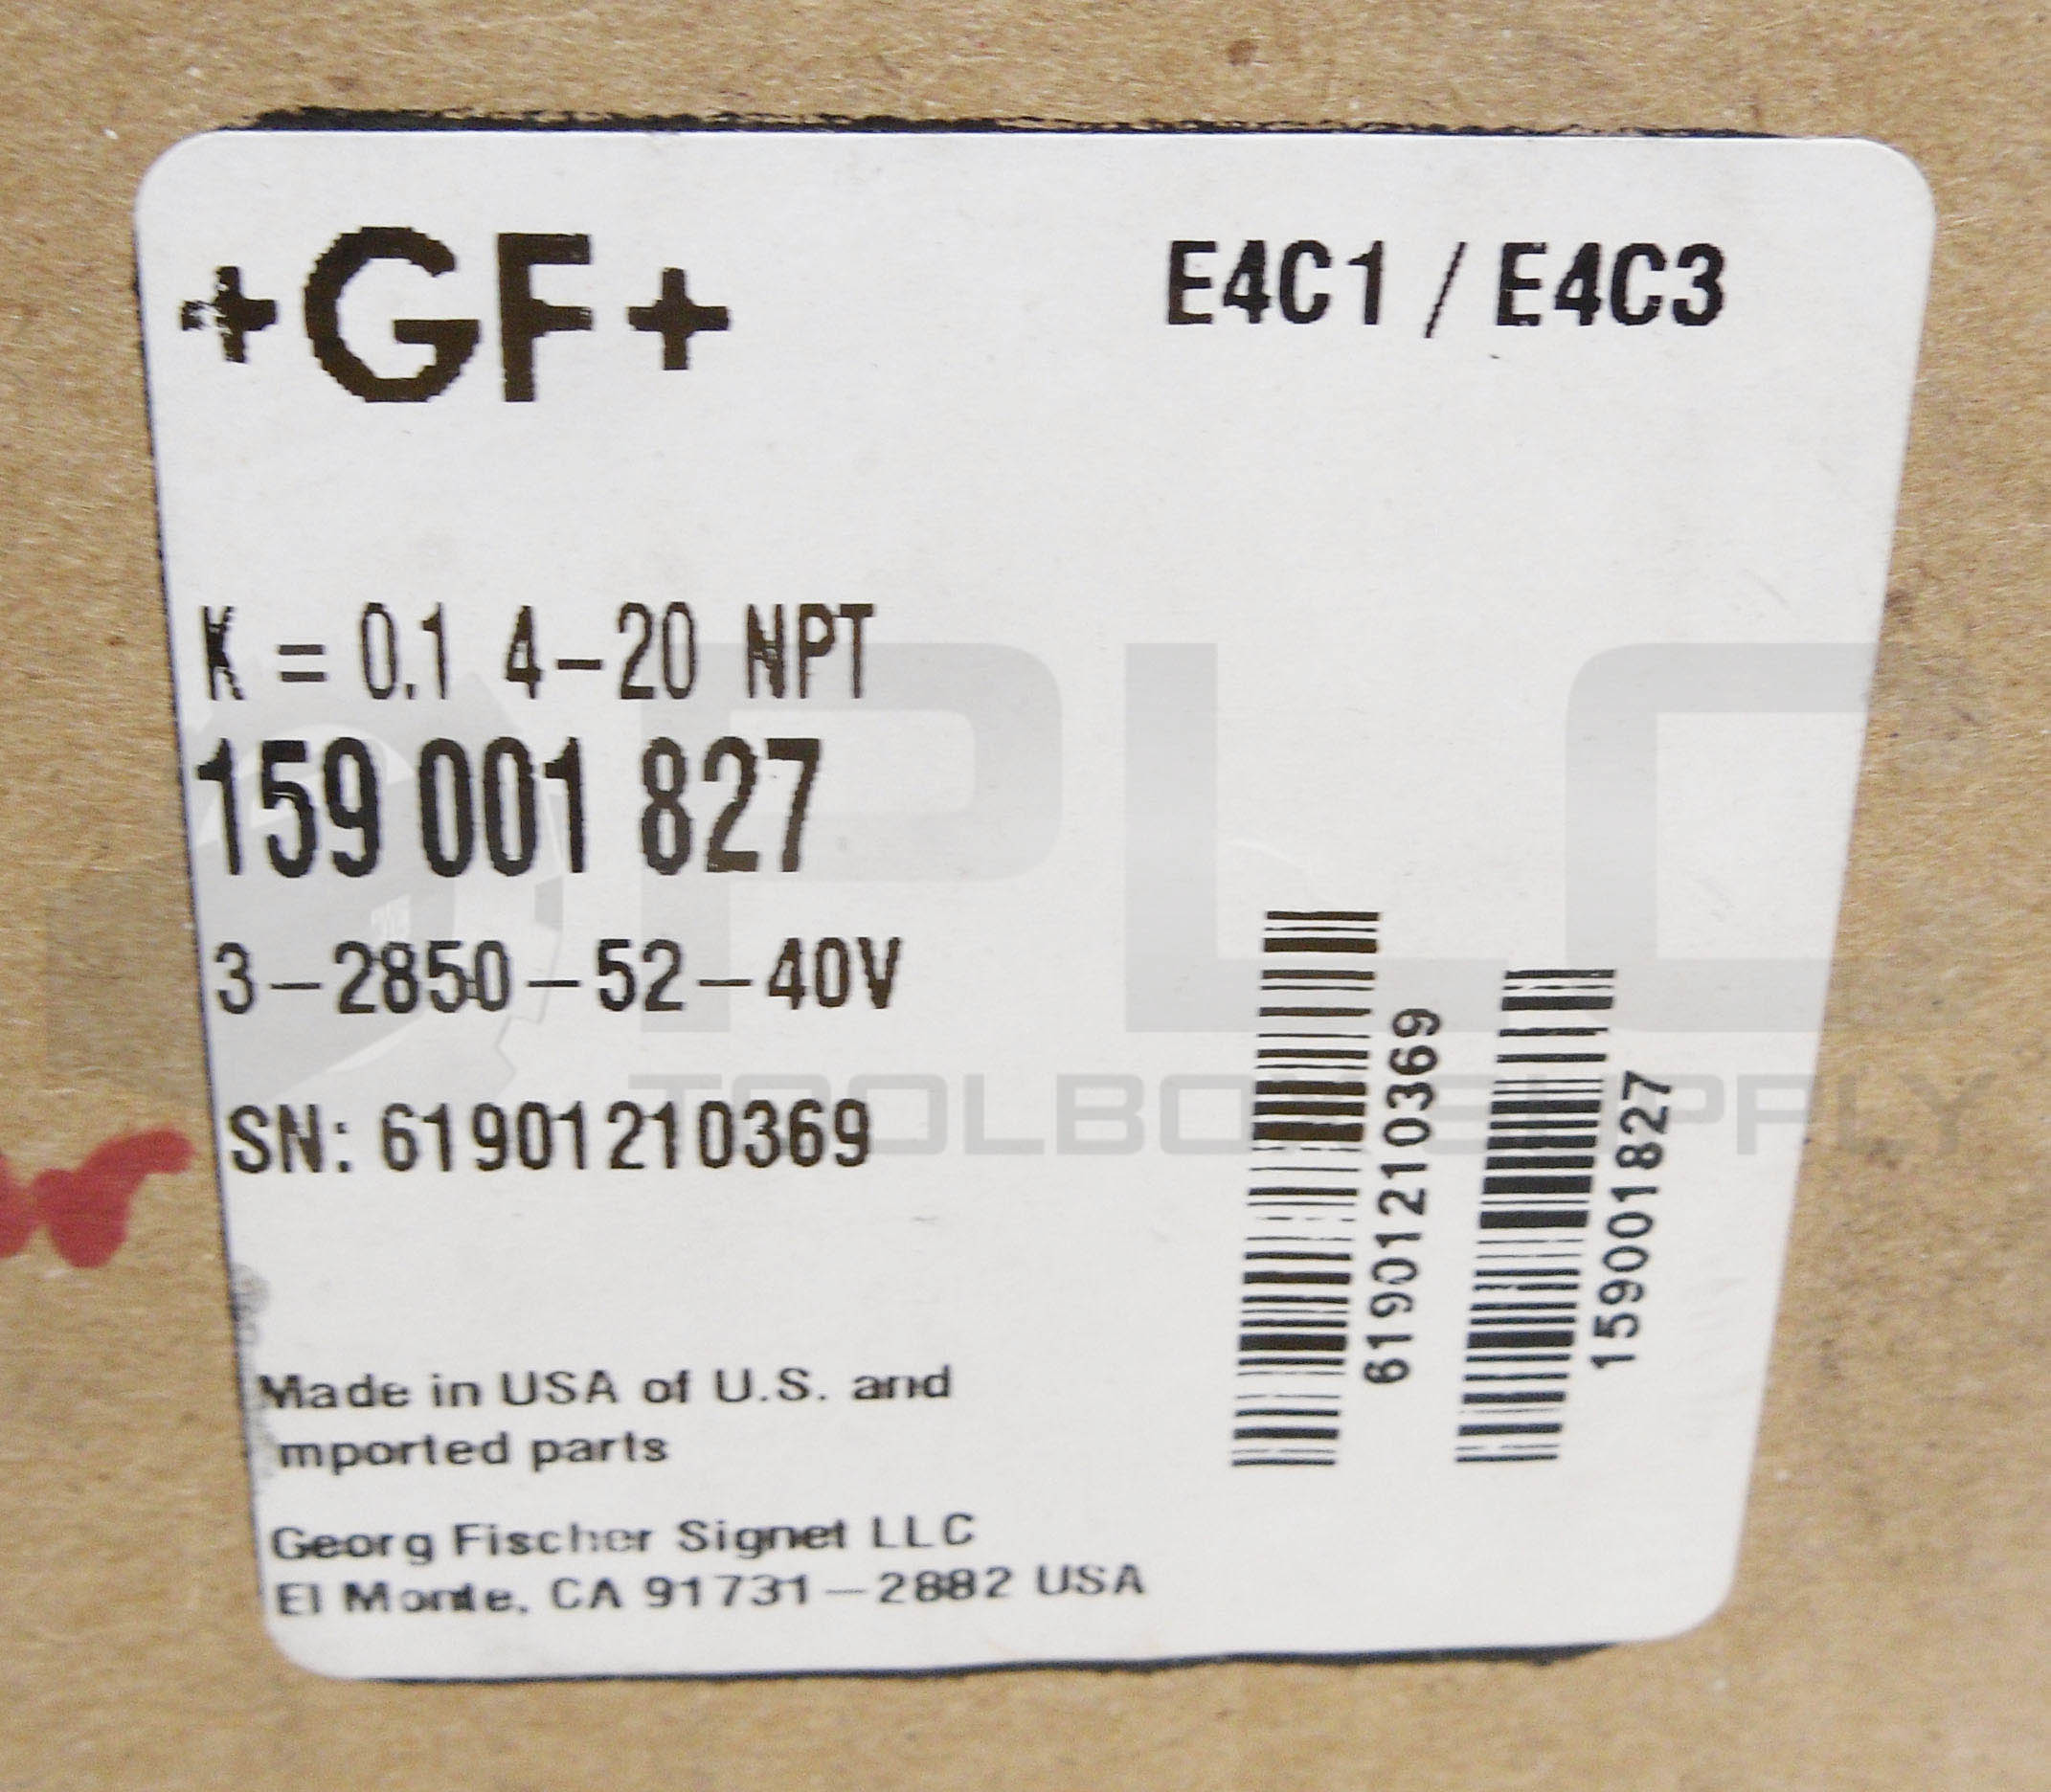 +GF+
E4C1 / E4C3
K = 0.1 4-20 NPT
159 001 827
3-2850-52-40V
SN: 61901210369
61901210369
159001827
Made in USA of U.S. and
mported parts
Georg Fischer Signet LLC
El Monte, CA 91731-2882 USA
PLC